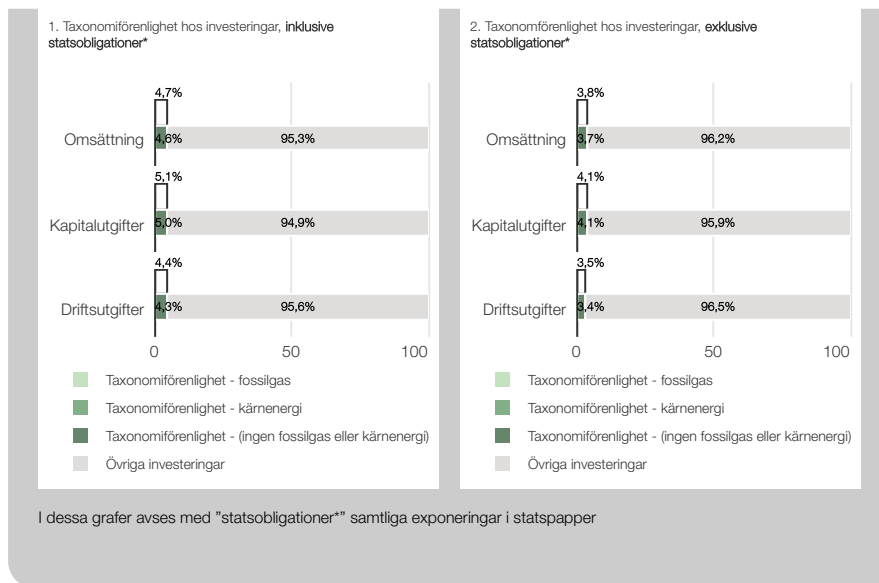 1. Taxonomiförenlighet hos investeringar, inklusive
statsobligationer*
4,7%
Omsättning 4,6% 95,3%
5,1%
Kapitalutgifter 5,0% 94,9%
4,4%
Driftsutgifter 4,3% 95,6%
0 50 100
Taxonomiförenlighet - fossilgas
Taxonomiförenlighet - kärnenergi
Taxonomiförenlighet - (ingen fossilgas eller kärnenergi)
Övriga investeringar
2. Taxonomförenlighet hos investeringar, exklusive
statsobligationer*
3,8%
Omsättning 3,7% 96,2%
4,1%
Kapitalutgifter 4,1% 95,9%
3,5%
Driftsutgifter 3,4% 96,5%
0 50 100
Taxonomiförenlighet - fossilgas
Taxonomiförenlighet - kärnenergi
Taxonomiförenlighet - (ingen fossilgas eller kärnenergi)
Övriga investeringar
I dessa grafer avses med ”statsobligationer*” samtliga exponeringar i statspapper